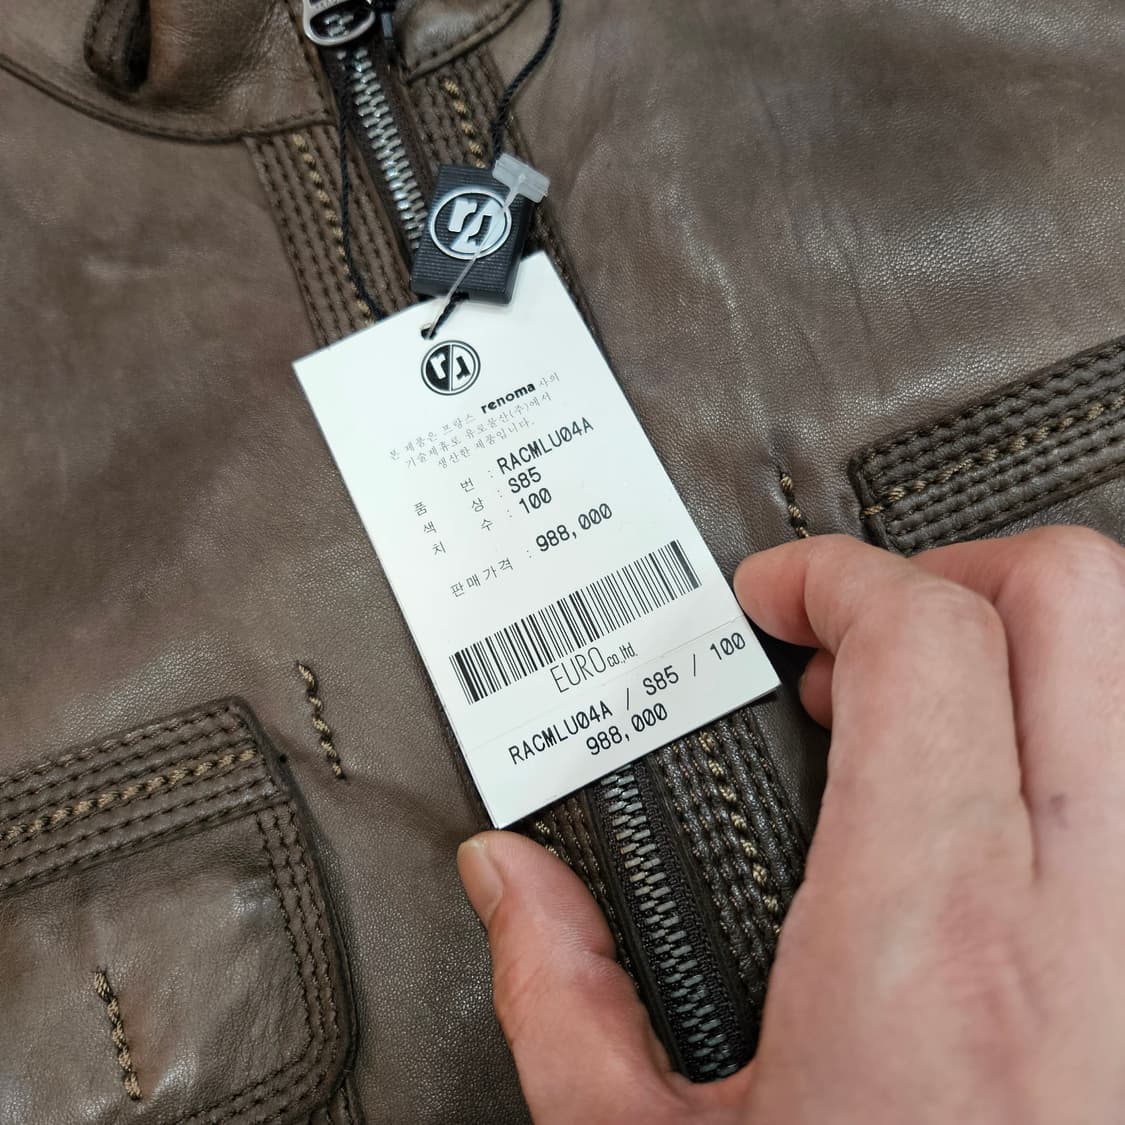 본 제품은 프랑스 renoma 사의
기술제휴로 유로물산(주)에서
생산한 제품입니다.
품 번 : RACMLU04A
색 상 : S85
치 수 : 100
판매가격 : 988,000
EURO co.,ltd.
RACMLU04A / S85 / 100
988,000